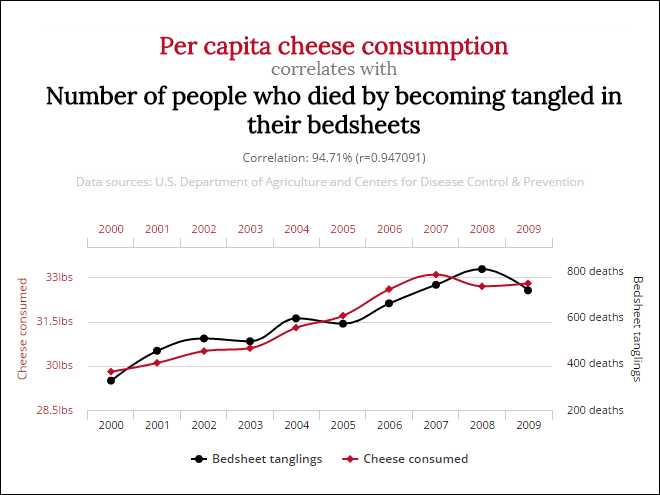 Per capita cheese consumption
correlates with
Number of people who died by becoming tangled in
their bedsheets
Correlation: 94.71% (r=0.947091)
Data sources: U.S. Department of Agriculture and Centers for Disease Control & Prevention
2000 2001 2002 2003 2004 2005 2006 2007 2008 2009
Cheese consumed
33lbs
31.5lbs
30lbs
28.5lbs
800 deaths
600 deaths
400 deaths
200 deaths
Bedsheet tanglings
2000 2001 2002 2003 2004 2005 2006 2007 2008 2009
Bedsheet tanglings Cheese consumed